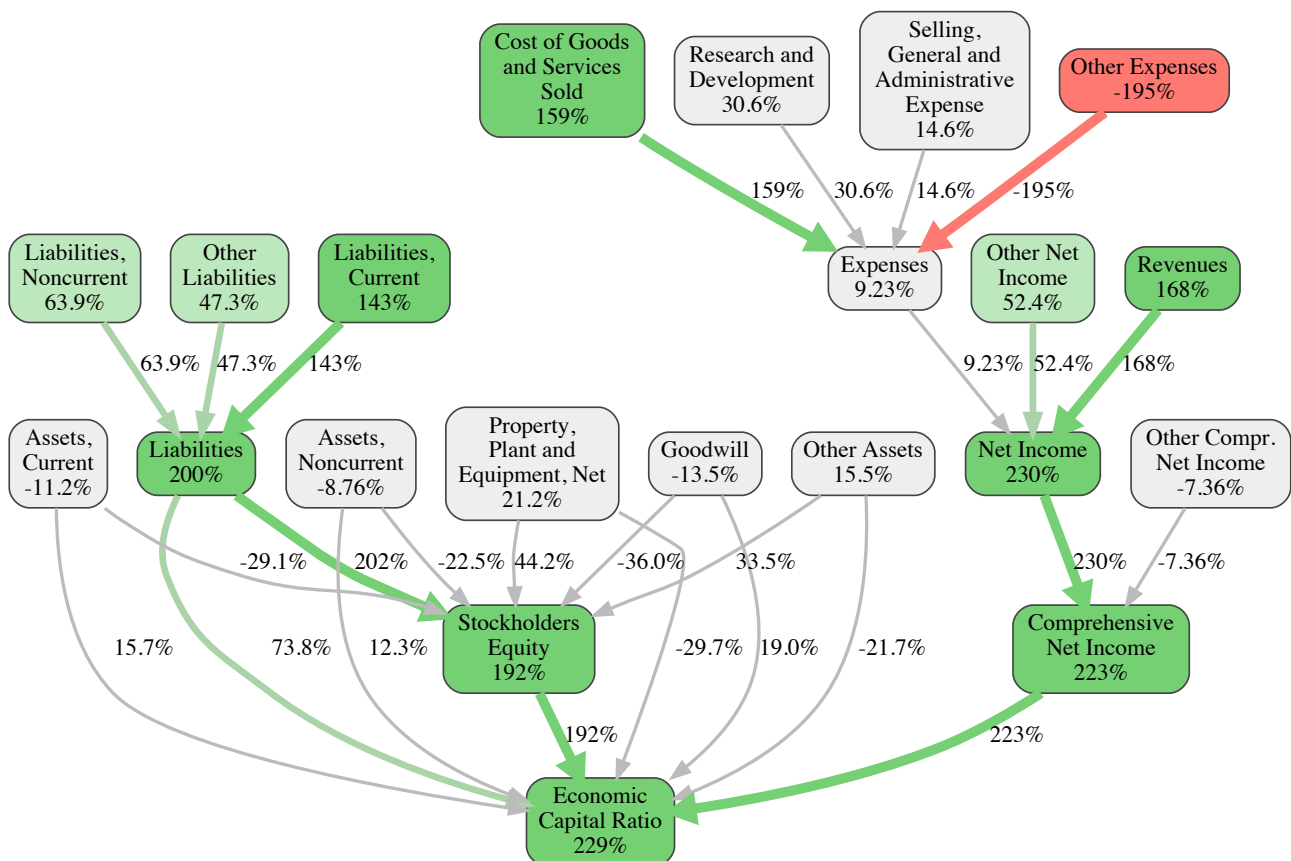 Cost of Goods
and Services
Sold
159%
Research and
Development
30.6%
Selling,
General and
Administrative
Expense
14.6%
Other Expenses
-195%
159%
30.6%
14.6%
-195%
Liabilities,
Noncurrent
63.9%
Other
Liabilities
47.3%
Liabilities,
Current
143%
Expenses
9.23%
Other Net
Income
52.4%
Revenues
168%
63.9%
47.3%
143%
9.23%
52.4%
168%
Assets,
Current
-11.2%
Liabilities
200%
Assets,
Noncurrent
-8.76%
Property,
Plant and
Equipment, Net
21.2%
Goodwill
-13.5%
Other Assets
15.5%
Net Income
230%
Other Compr.
Net Income
-7.36%
-29.1%
202%
-22.5%
44.2%
-36.0%
33.5%
230%
-7.36%
Stockholders
Equity
192%
Comprehensive
Net Income
223%
15.7%
73.8%
12.3%
-29.7%
19.0%
-21.7%
192%
223%
Economic
Capital Ratio
229%